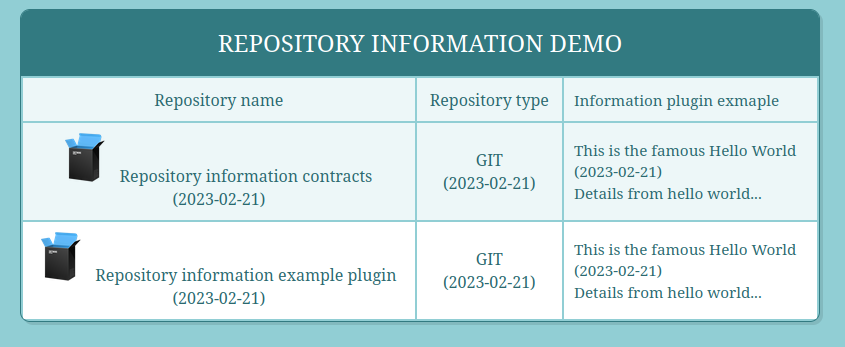 REPOSITORY INFORMATION DEMO
Repository name
Repository type
Information plugin exmaple
Repository information contracts
(2023-02-21)
GIT
(2023-02-21)
This is the famous Hello World
(2023-02-21)
Details from hello world...
Repository information example plugin
(2023-02-21)
GIT
(2023-02-21)
This is the famous Hello World
(2023-02-21)
Details from hello world...